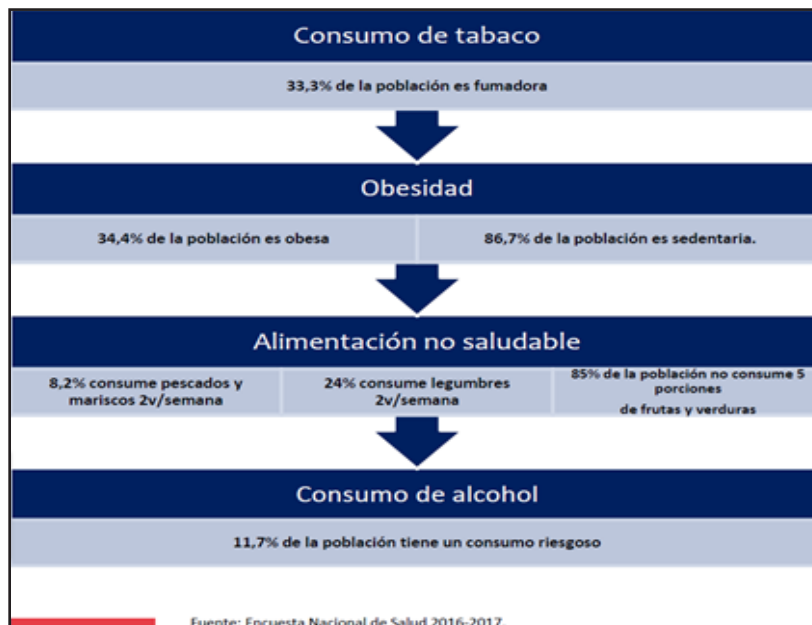 Consumo de tabaco
33,3% de la población es fumadora
Obesidad
34,4% de la población es obesa
86,7% de la población es sedentaria.
Alimentación no saludable
8,2% consume pescados y
mariscos 2v/semana
24% consume legumbres
2v/semana
85% de la población no consume 5
porciones
de frutas y verduras
Consumo de alcohol
11,7% de la población tiene un consumo riesgoso
Fuente: Encuesta Nacional de Salud 2016-2017.